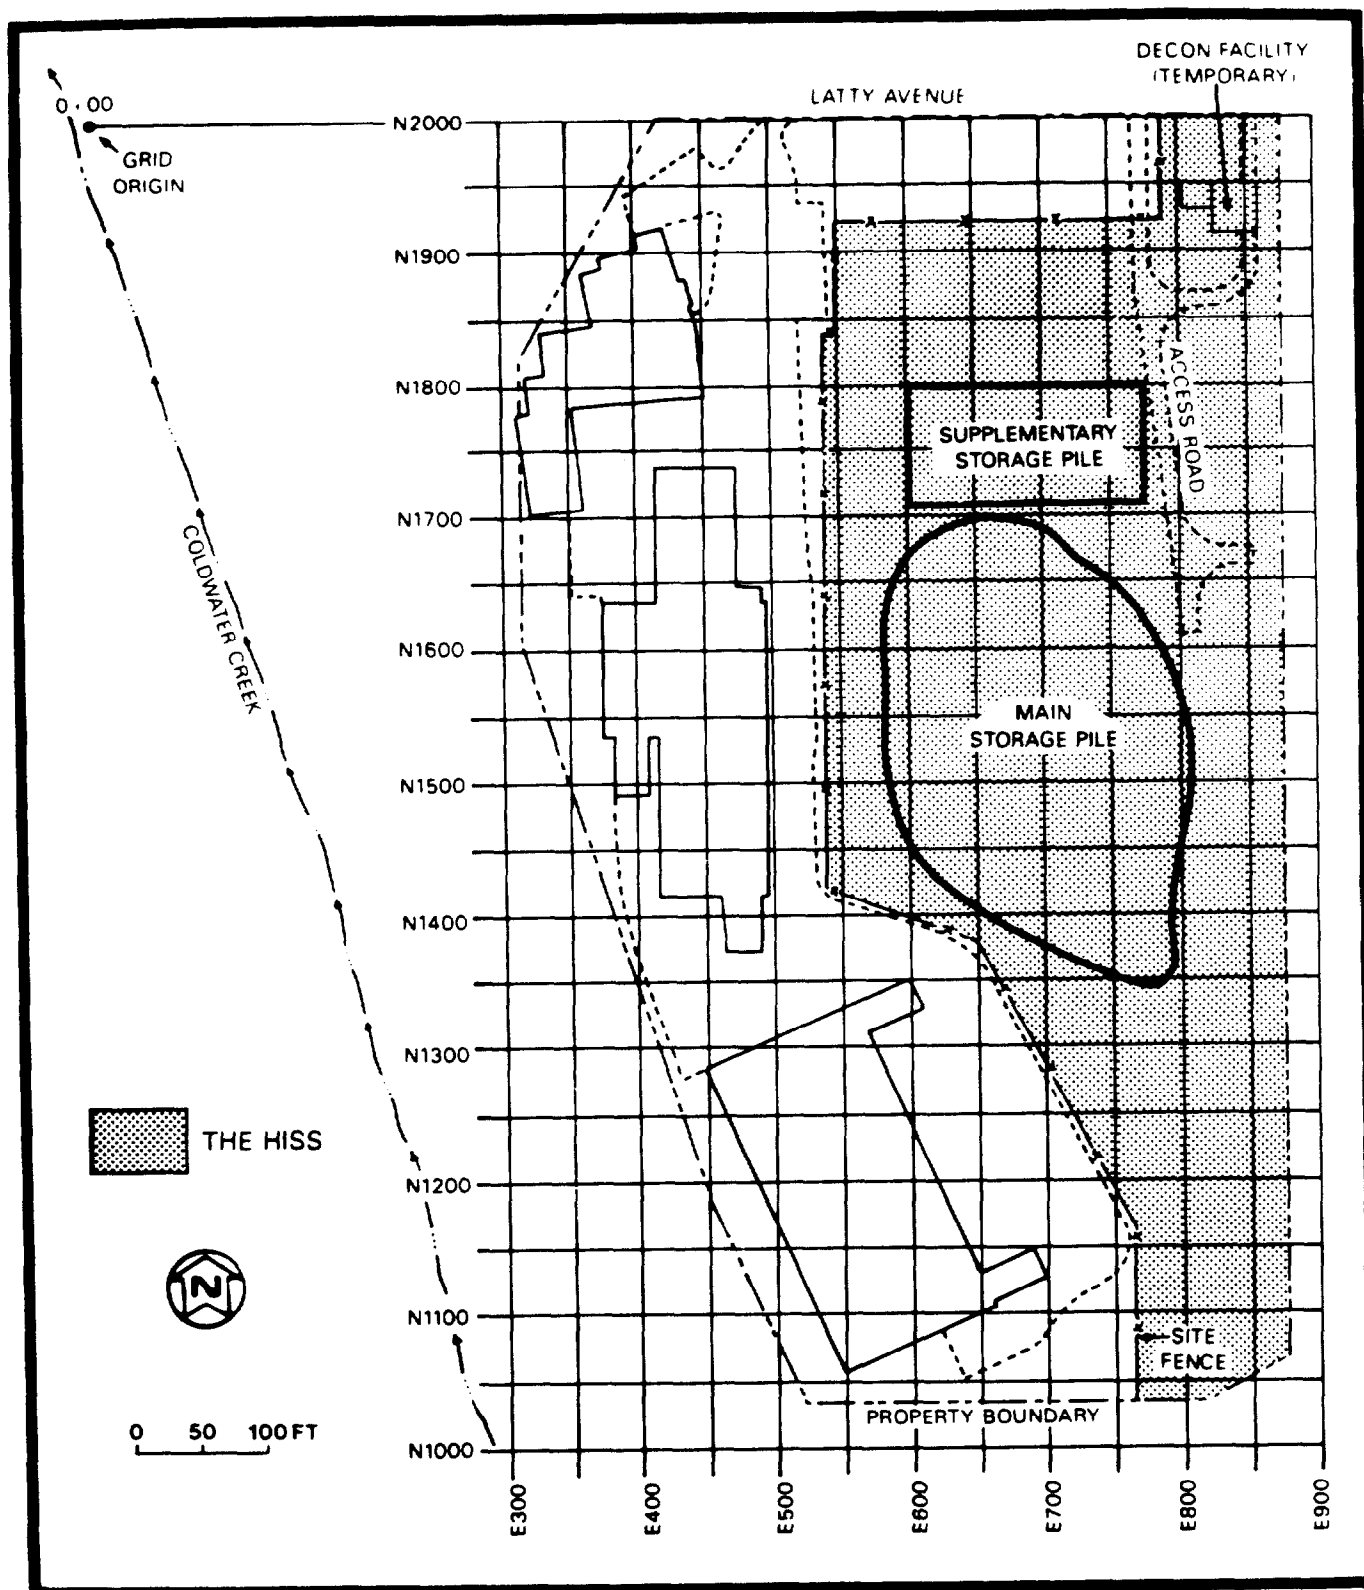 DECON FACILITY
(TEMPORARY)
LATTY AVENUE
0+00
GRID
ORIGIN
N2000
N1900
N1800
N1700
N1600
N1500
N1400
N1300
N1200
N1100
N1000
ACCESS ROAD
SUPPLEMENTARY
STORAGE PILE
COLDWATER CREEK
MAIN
STORAGE PILE
THE HISS
N
SITE
FENCE
PROPERTY BOUNDARY
0 50 100 FT
E300 E400 E500 E600 E700 E800 E900